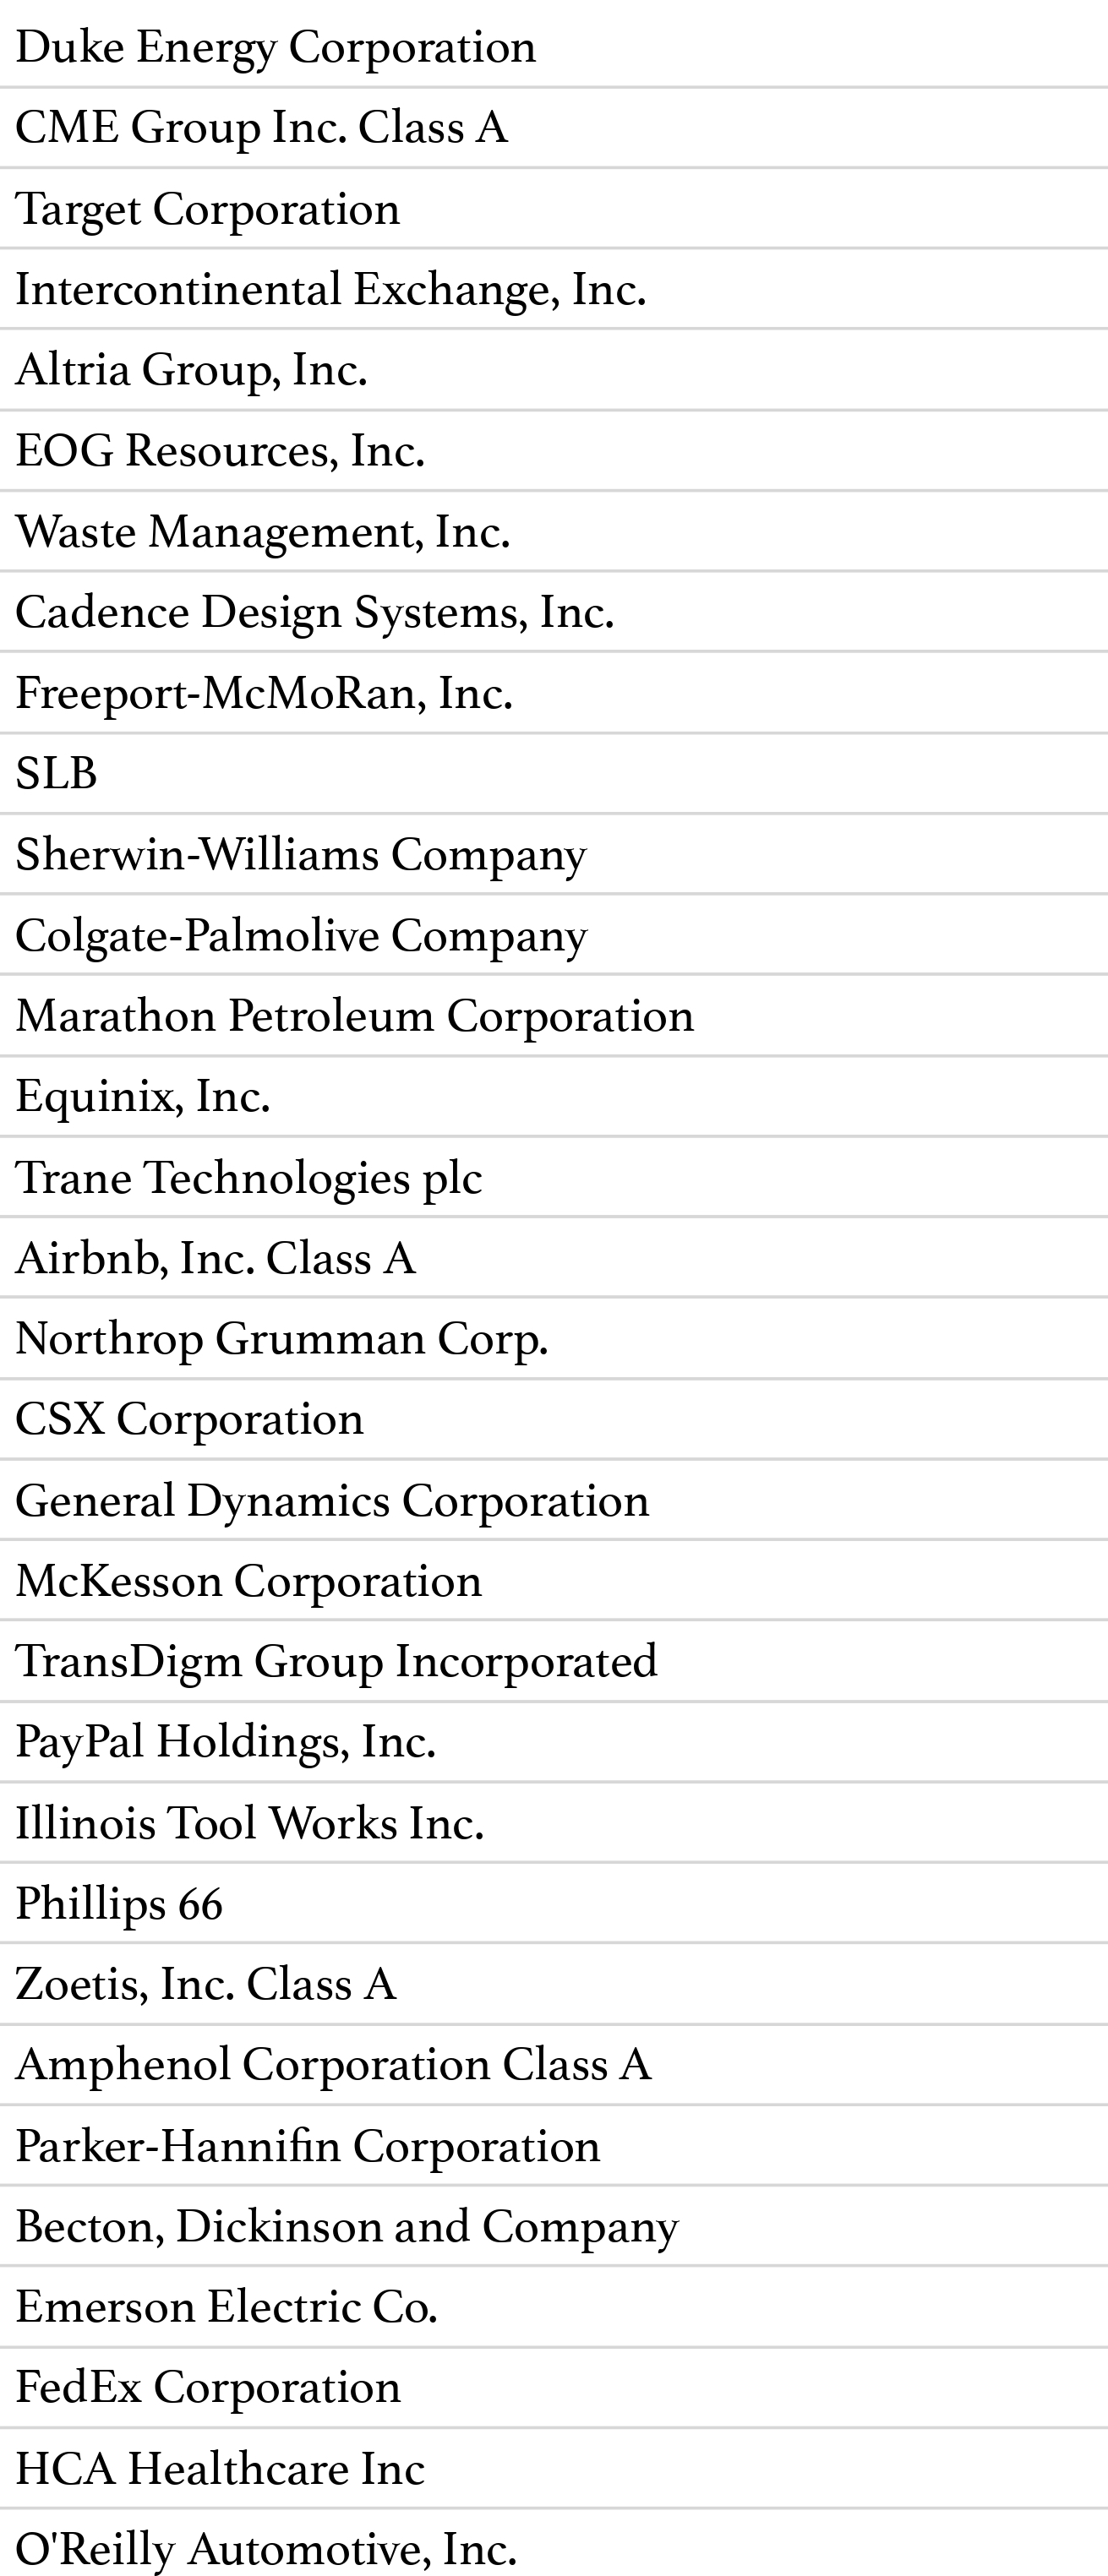 Duke Energy Corporation
CME Group Inc. Class A
Target Corporation
Intercontinental Exchange, Inc.
Altria Group, Inc.
EOG Resources, Inc.
Waste Management, Inc.
Cadence Design Systems, Inc.
Freeport-McMoRan, Inc.
SLB
Sherwin-Williams Company
Colgate-Palmolive Company
Marathon Petroleum Corporation
Equinix, Inc.
Trane Technologies plc
Airbnb, Inc. Class A
Northrop Grumman Corp.
CSX Corporation
General Dynamics Corporation
McKesson Corporation
TransDigm Group Incorporated
PayPal Holdings, Inc.
Illinois Tool Works Inc.
Phillips 66
Zoetis, Inc. Class A
Amphenol Corporation Class A
Parker-Hannifin Corporation
Becton, Dickinson and Company
Emerson Electric Co.
FedEx Corporation
HCA Healthcare Inc
O'Reilly Automotive, Inc.